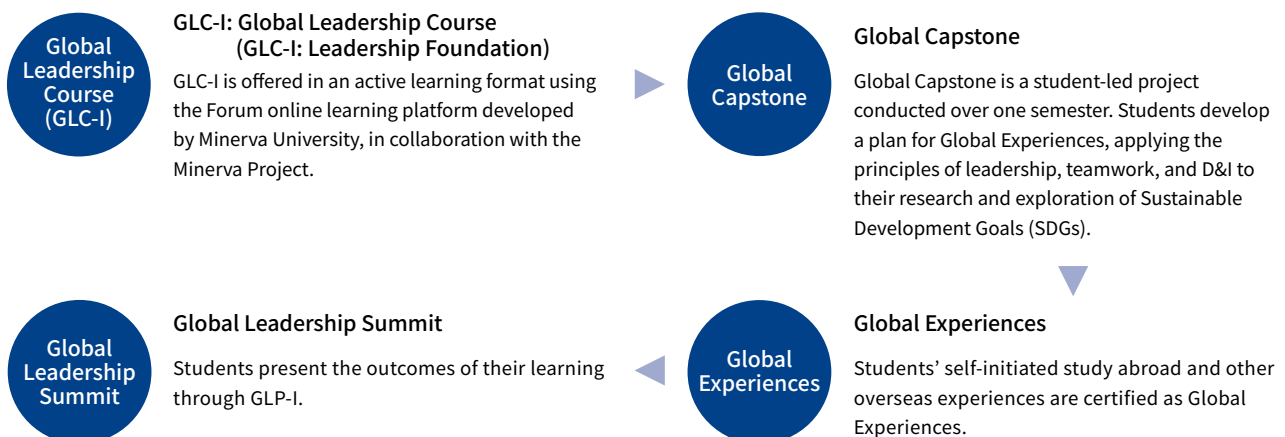 Global
Leadership
Course
(GLC-I)
GLC-I: Global Leadership Course
(GLC-I: Leadership Foundation)
GLC-I is offered in an active learning format using
the Forum online learning platform developed
by Minerva University, in collaboration with the
Minerva Project.
Global
Capstone
Global Capstone
Global Capstone is a student-led project
conducted over one semester. Students develop
a plan for Global Experiences, applying the
principles of leadership, teamwork, and D&I to
their research and exploration of Sustainable
Development Goals (SDGs).
Global
Experiences
Global Experiences
Students’ self-initiated study abroad and other
overseas experiences are certified as Global
Experiences.
Global
Leadership
Summit
Global Leadership Summit
Students present the outcomes of their learning
through GLP-I.